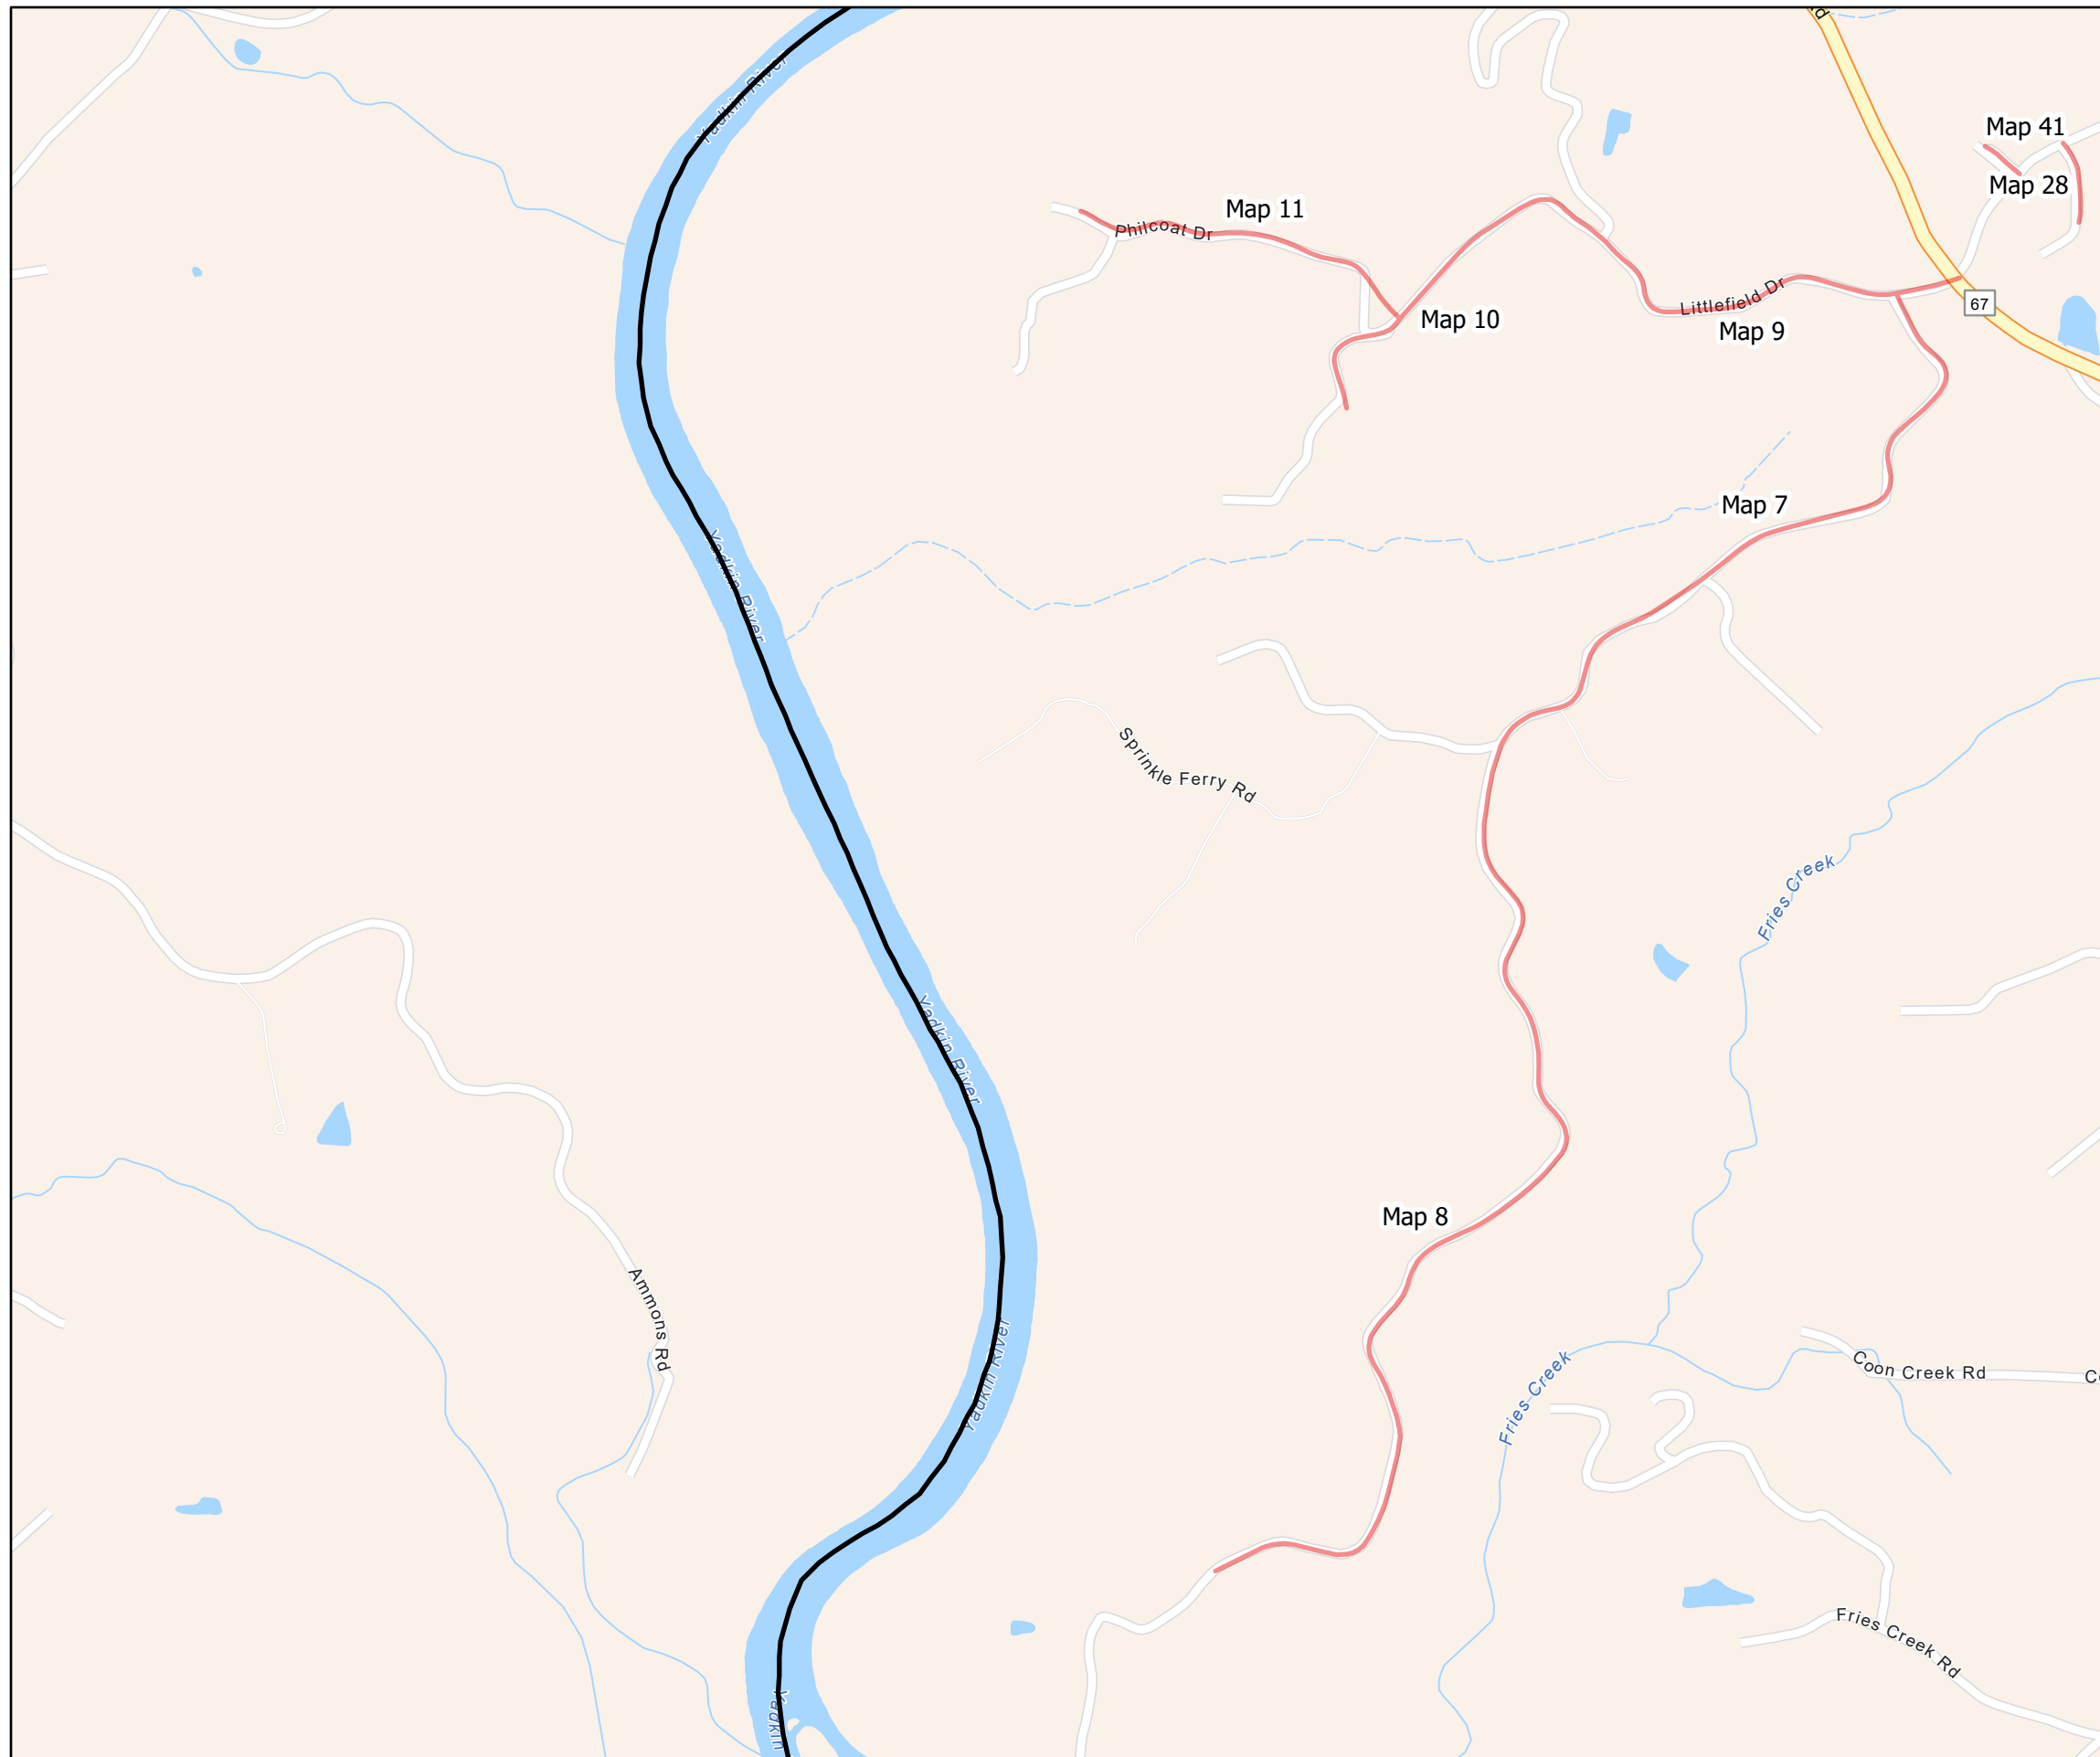 Rd
Yadkin River
Map 41
Map 28
Map 11
Philcoat Dr
Littlefield Dr
67
Map 10
Map 9
Map 7
Yadkin River
Sprinkle Ferry Rd
Fries Creek
Yadkin River
Map 8
Ammons Rd
Yadkin River
Fries Creek
Coon Creek Rd
Fries Creek Rd
Yadkin